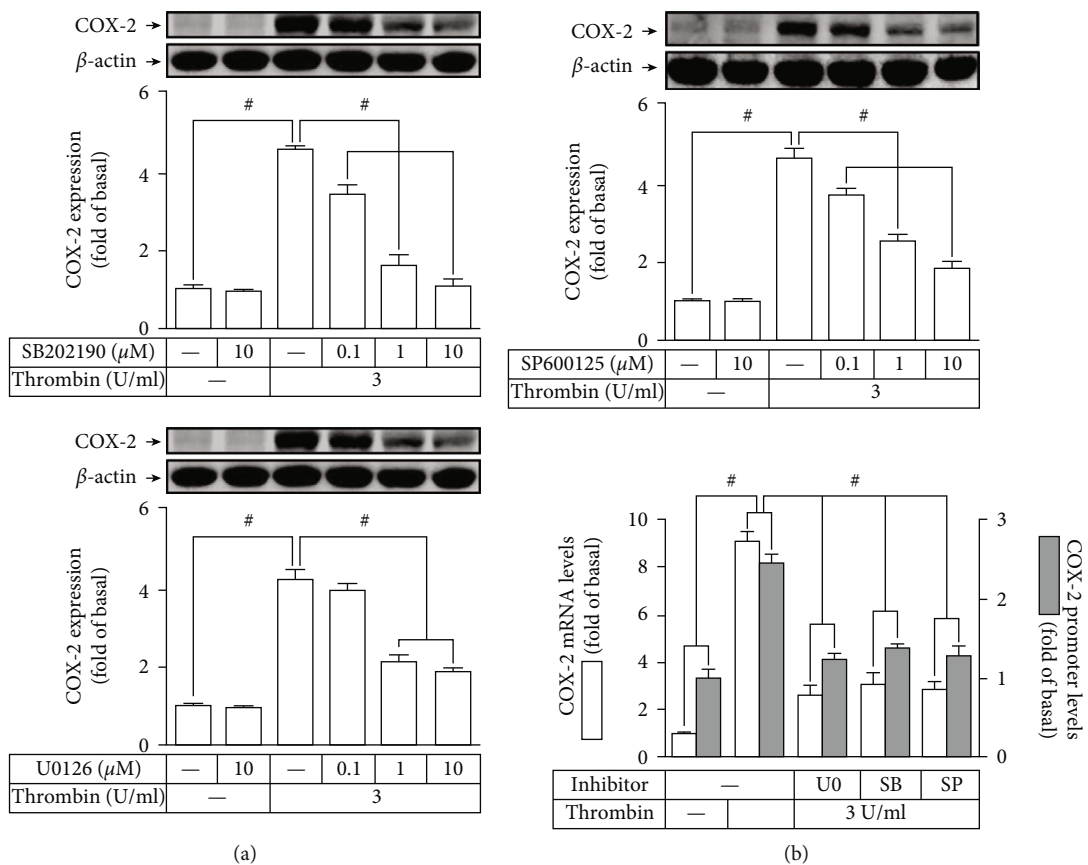 COX-2
β-actin
6
4
2
0
COX-2 expression
(fold of basal)
#
#
SB202190 (μM) — 10 — 0.1 1 10
Thrombin (U/ml) — 3
COX-2
β-actin
6
4
2
0
COX-2 expression
(fold of basal)
#
#
SP600125 (μM) — 10 — 0.1 1 10
Thrombin (U/ml) — 3
COX-2
β-actin
6
4
2
0
COX-2 expression
(fold of basal)
#
#
U0126 (μM) — 10 — 0.1 1 10
Thrombin (U/ml) — 3
(a)
#
#
10
8
6
4
2
0
COX-2 mRNA levels
(fold of basal)
3
2
1
0
COX-2 promoter levels
(fold of basal)
Inhibitor — U0 SB SP
Thrombin — 3 U/ml
(b)